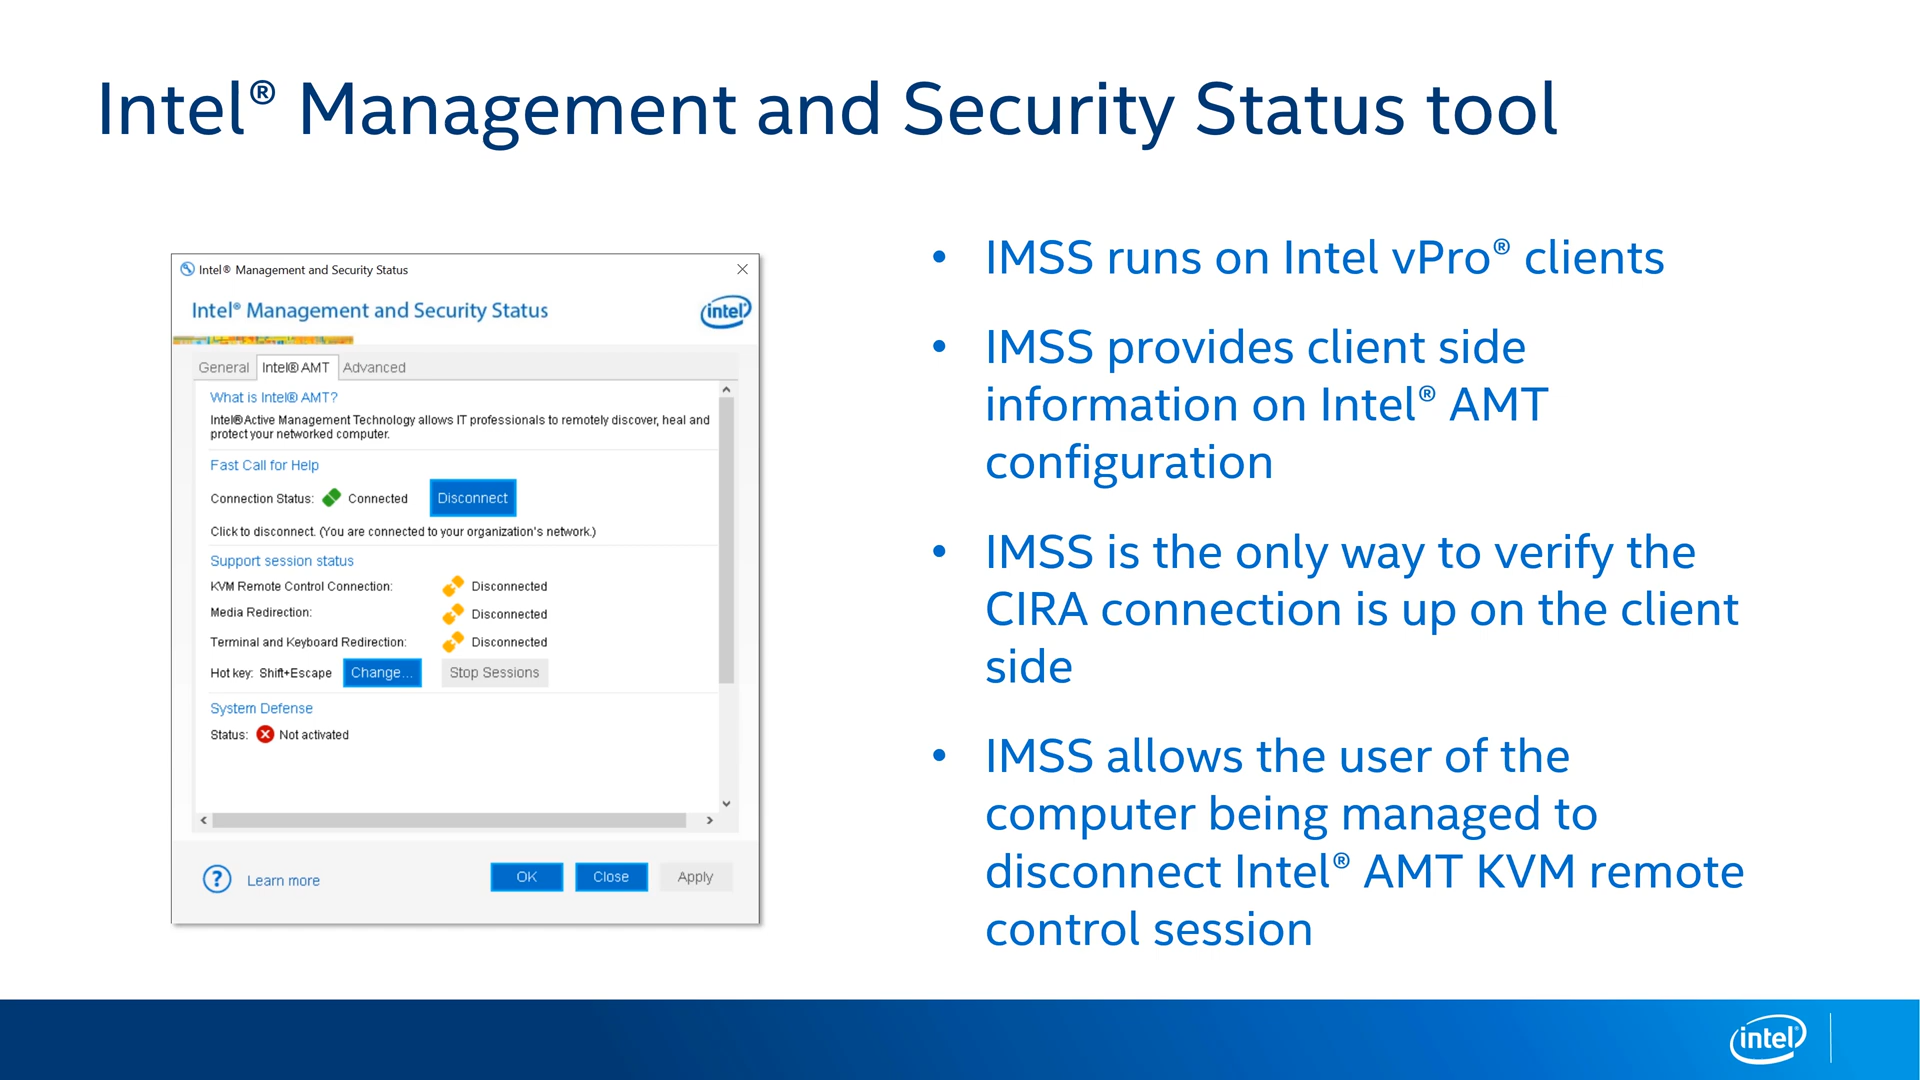 Intel® Management and Security Status tool
Intel® Management and Security Status
Intel® Management and Security Status
intel®
General Intel® AMT Advanced
What is Intel® AMT?
Intel® Active Management Technology allows IT professionals to remotely discover, heal and
protect your networked computer.
Fast Call for Help
Connection Status: Connected Disconnect
Click to disconnect. (You are connected to your organization's network.)
Support session status
KVM Remote Control Connection: Disconnected
Media Redirection: Disconnected
Terminal and Keyboard Redirection: Disconnected
Hot key: Shift+Escape Change... Stop Sessions
System Defense
Status: Not activated
? Learn more OK Close Apply
• IMSS runs on Intel vPro® clients
• IMSS provides client side
information on Intel® AMT
configuration
• IMSS is the only way to verify the
CIRA connection is up on the client
side
• IMSS allows the user of the
computer being managed to
disconnect Intel® AMT KVM remote
control session
intel®